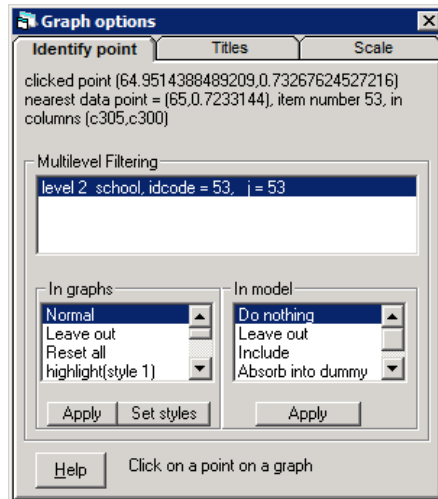 Graph options
Identify point Titles Scale
clicked point (64.9514388489209,0.73267624527216)
nearest data point = (65,0.7233144), item number 53, in
columns (c305,c300)
Multilevel Filtering
level 2 school, idcode = 53, j = 53
In graphs In model
Normal Do nothing
Leave out Leave out
Reset all Include
highlight(style 1) Absorb into dummy
Apply Set styles Apply
Help Click on a point on a graph